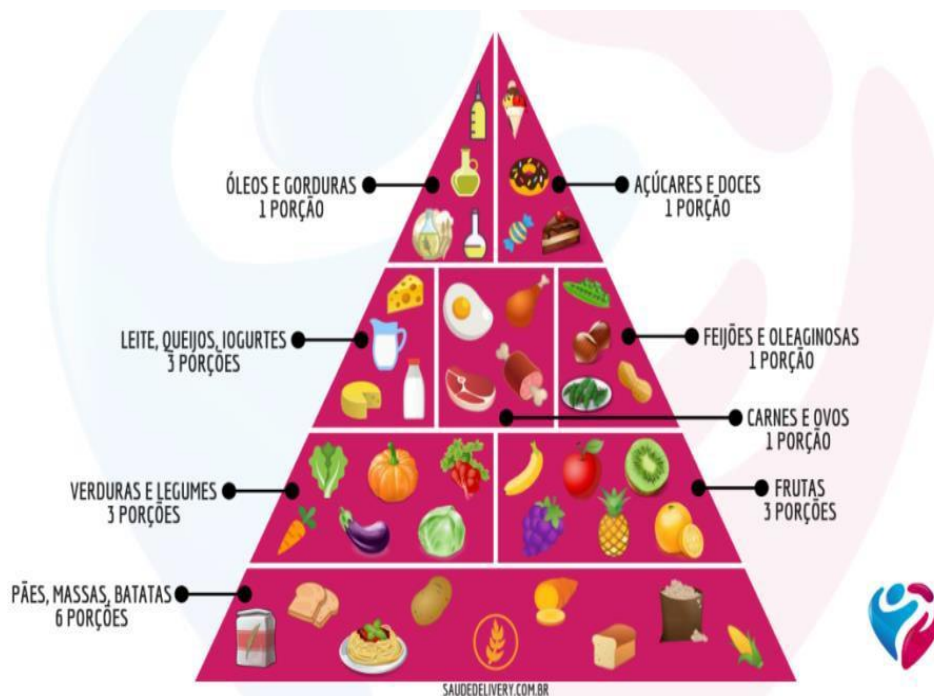 ÓLEOS E GORDURAS
1 PORÇÃO
AÇÚCARES E DOCES
1 PORÇÃO
LEITE, QUEIJOS, IOGURTES
3 PORÇÕES
FEIJÕES E OLEAGINOSAS
1 PORÇÃO
CARNES E OVOS
1 PORÇÃO
VERDURAS E LEGUMES
3 PORÇÕES
FRUTAS
3 PORÇÕES
PÃES, MASSAS, BATATAS
6 PORÇÕES
SAUDEDELIVERY.COM.BR